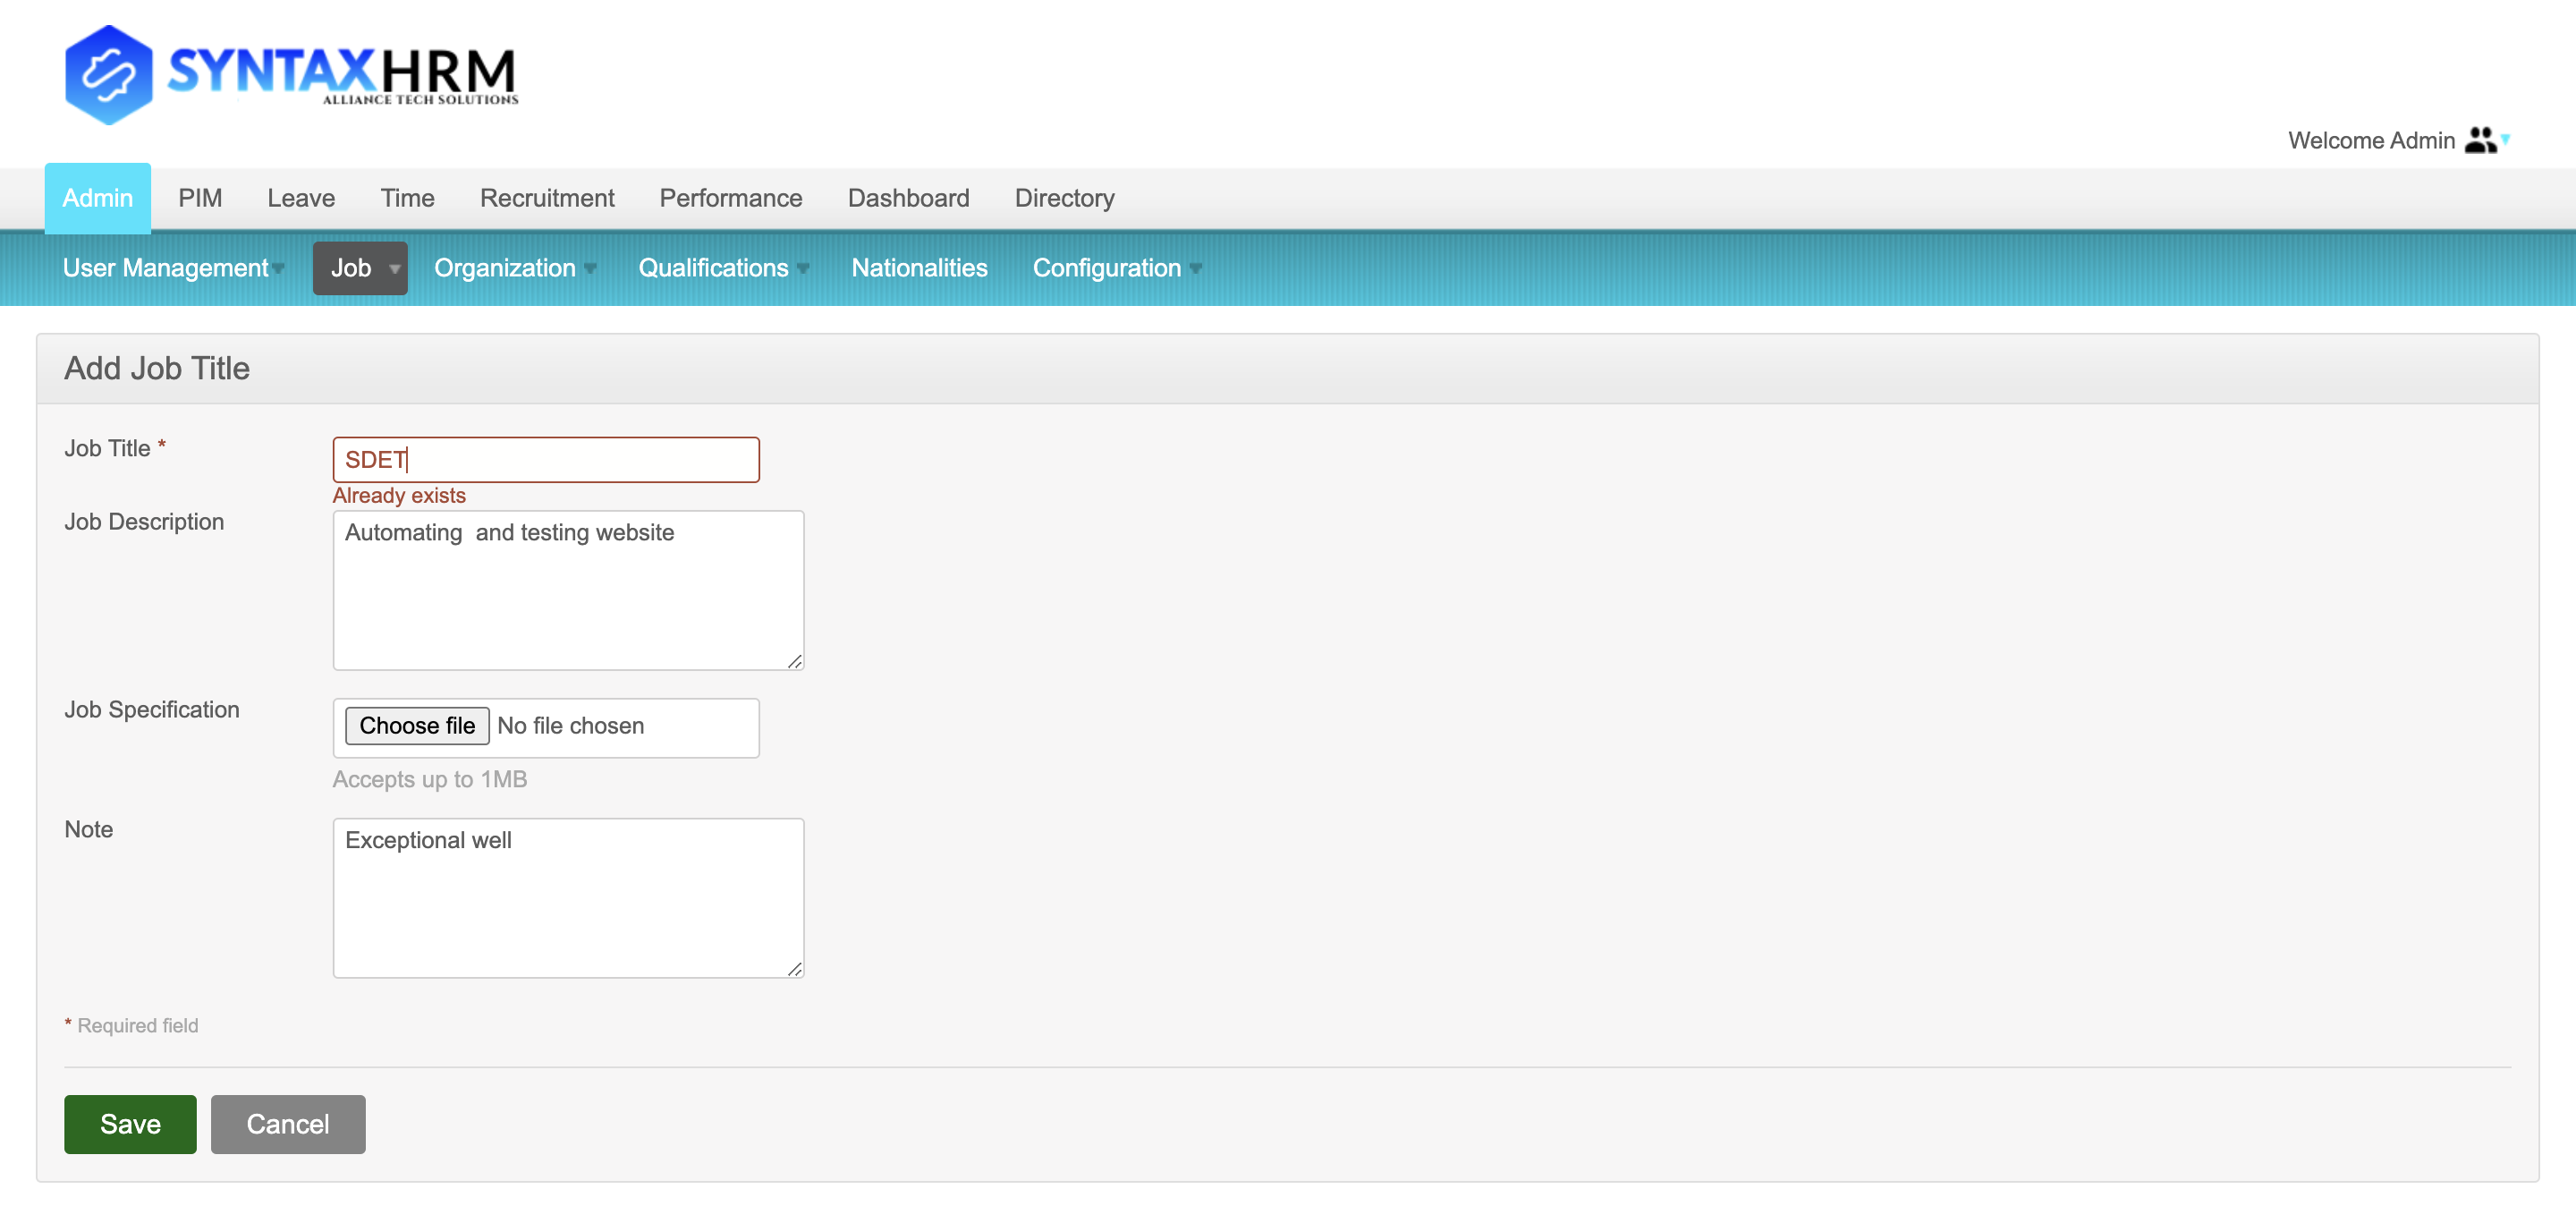 SYNTAXHRM
ALLIANCE TECH SOLUTIONS
Welcome Admin
Admin PIM Leave Time Recruitment Performance Dashboard Directory
User Management Job Organization Qualifications Nationalities Configuration
Add Job Title
Job Title * SDET
Already exists
Job Description Automating  and testing website
Job Specification Choose file No file chosen
Accepts up to 1MB
Note Exceptional well
* Required field
Save Cancel